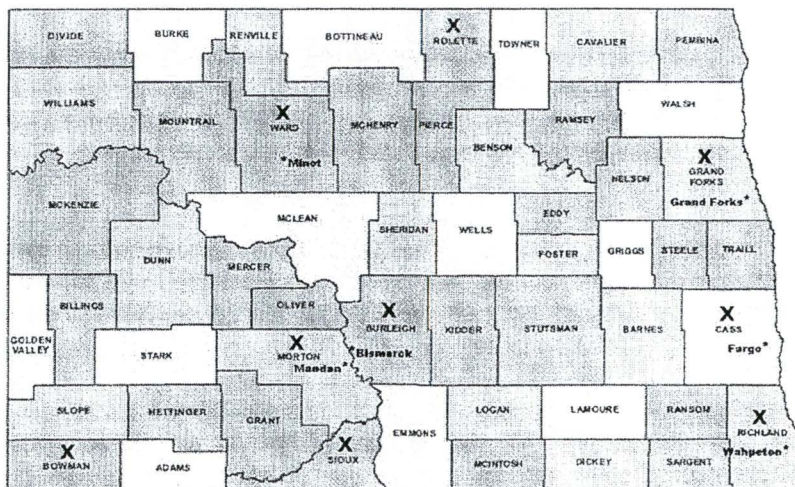 DIVIDE
BURKE
RENVILLE
BOTTINEAU
X
ROLETTE
TOWNER
CAVALIER
PEMBINA
WILLIAMS
MOUNTRAIL
X
WARD
*Minot
MCHENRY
PIERCE
BENSON
RAMSEY
WALSH
NELSON
X
GRAND
FORKS
Grand Forks*
MCKENZIE
DUNN
MCLEAN
MERCER
OLIVER
SHERIDAN
WELLS
EDDY
FOSTER
GRIGGS
STEELE
TRAILL
GOLDEN
VALLEY
BILLINGS
STARK
X
MORTON
Mandan*
X
BURLEIGH
*Bismarck
KIDDER
STUTSMAN
BARNES
X
CASS
Fargo*
SLOPE
HETTINGER
GRANT
X
BOWMAN
ADAMS
X
SIOUX
EMMONS
LOGAN
LAMOURE
RANSOM
X
RICHLAND
Wahpeton*
MCINTOSH
DICKEY
SARGENT